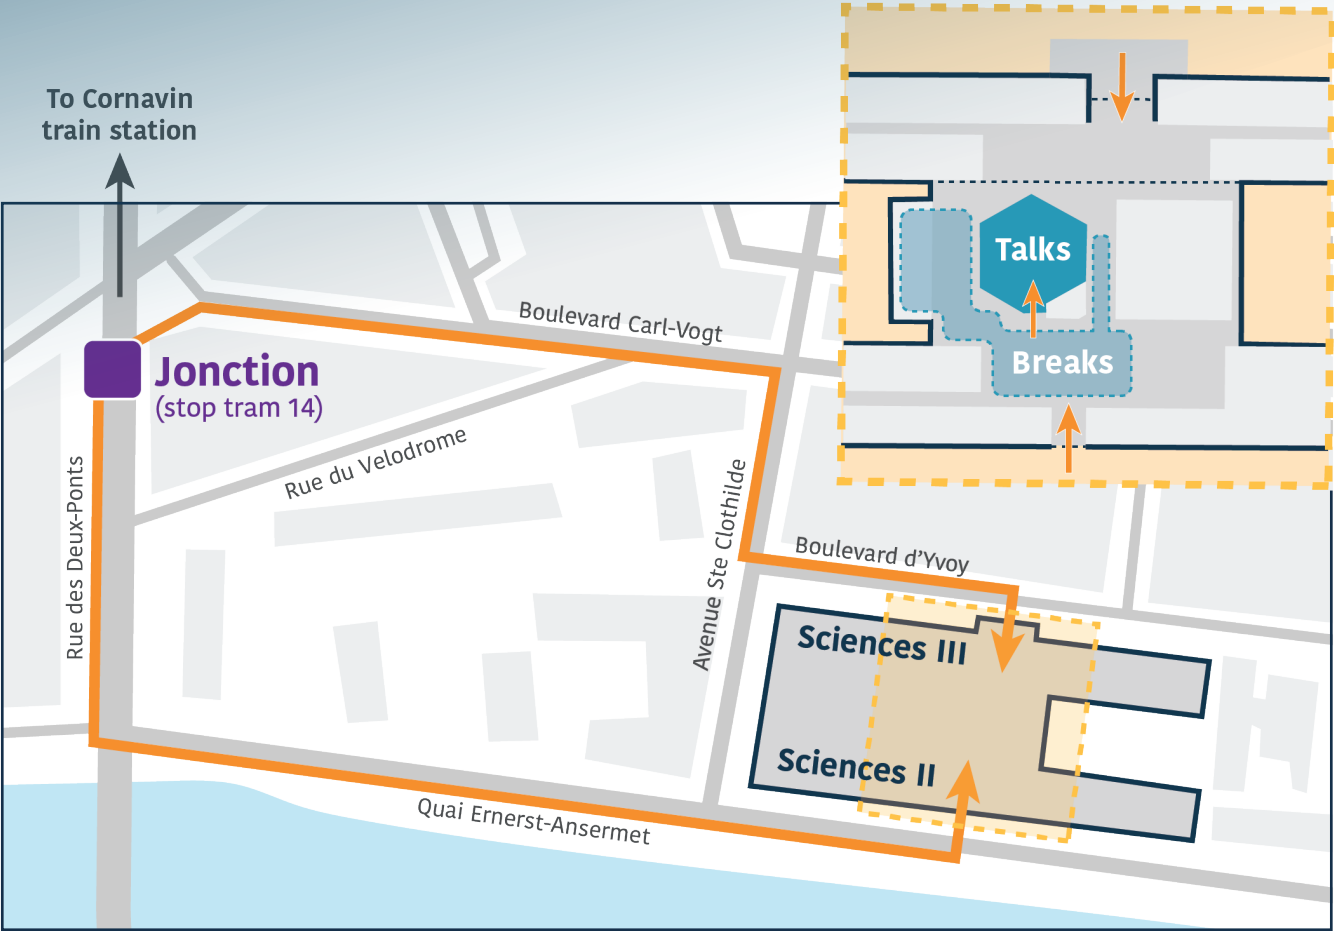 To Cornavin
train station
Talks
Breaks
Boulevard Carl-Vogt
Jonction
(stop tram 14)
Rue du Velodrome
Rue des Deux-Ponts
Avenue Ste Clothilde
Boulevard d'Yvoy
Sciences III
Sciences II
Quai Ernerst-Ansermet